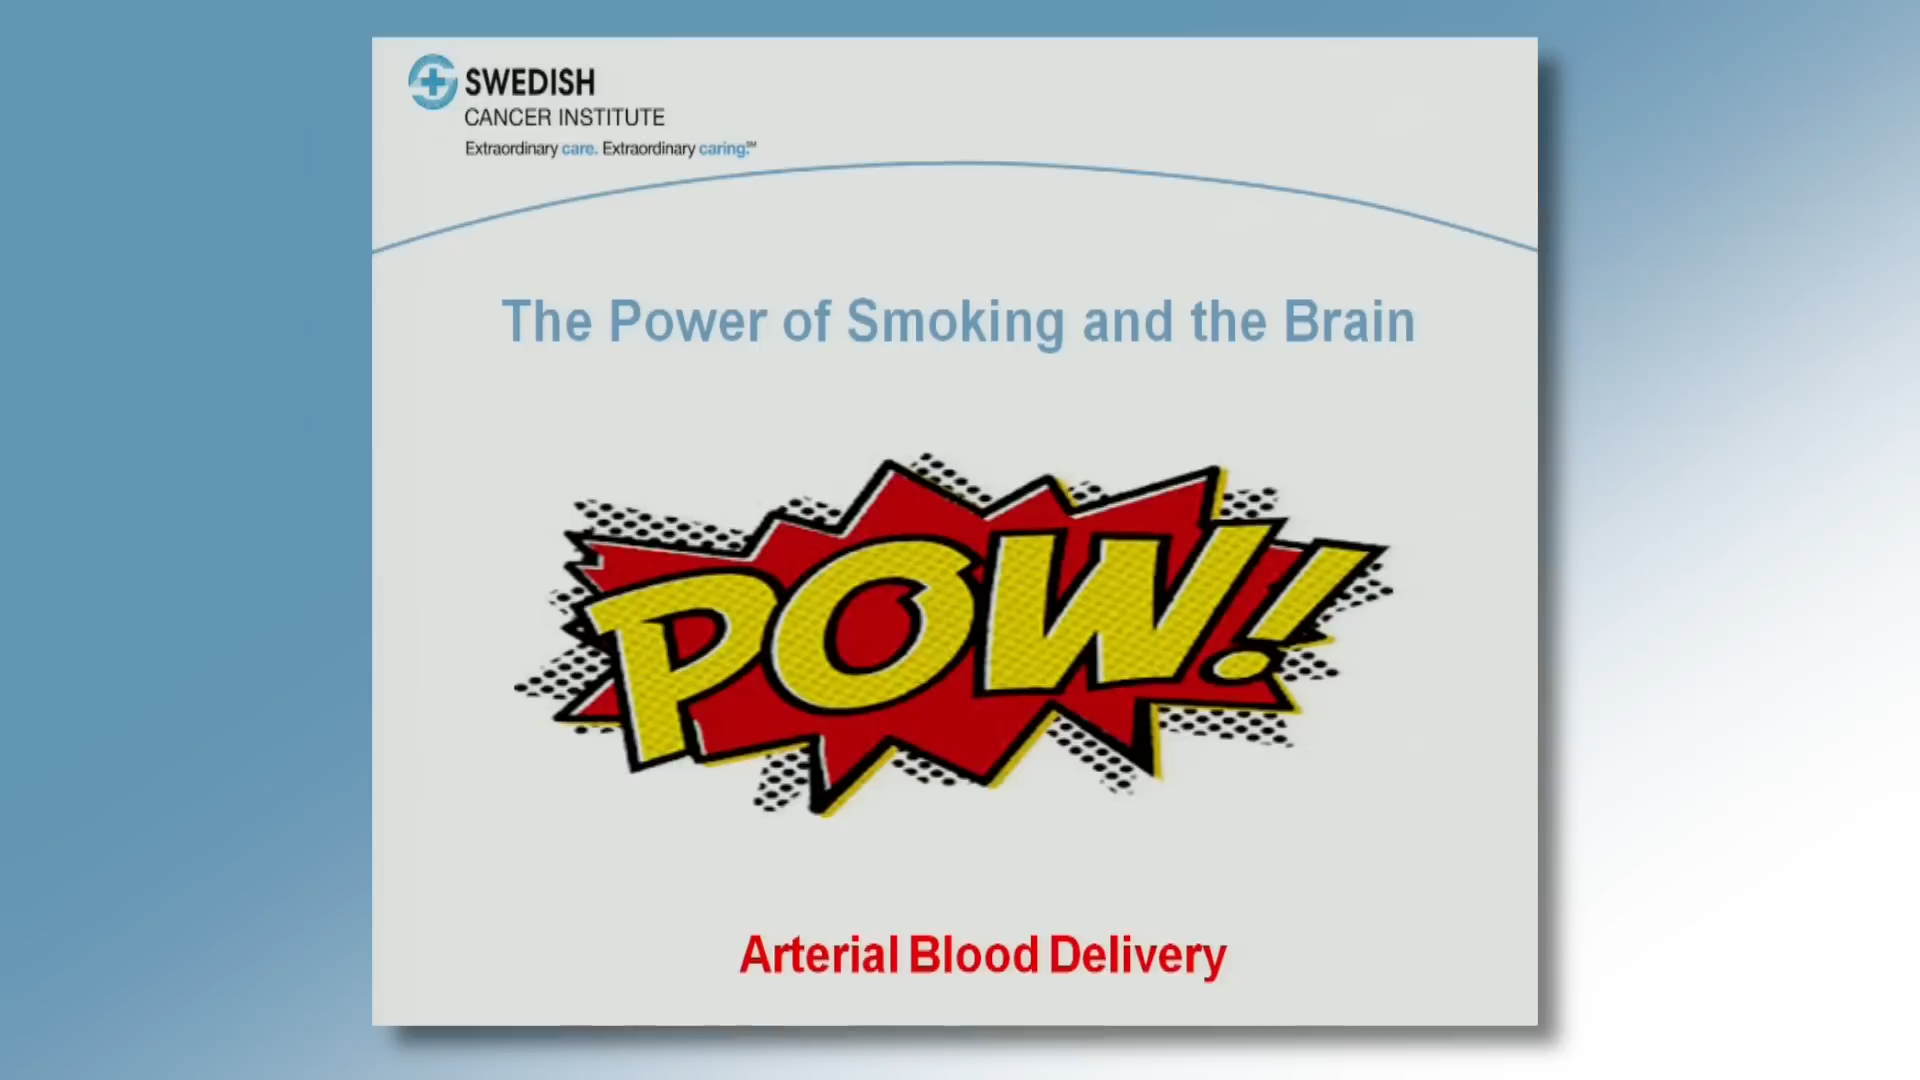 SWEDISH
CANCER INSTITUTE
Extraordinary care. Extraordinary caring.℠
The Power of Smoking and the Brain
POW!
Arterial Blood Delivery